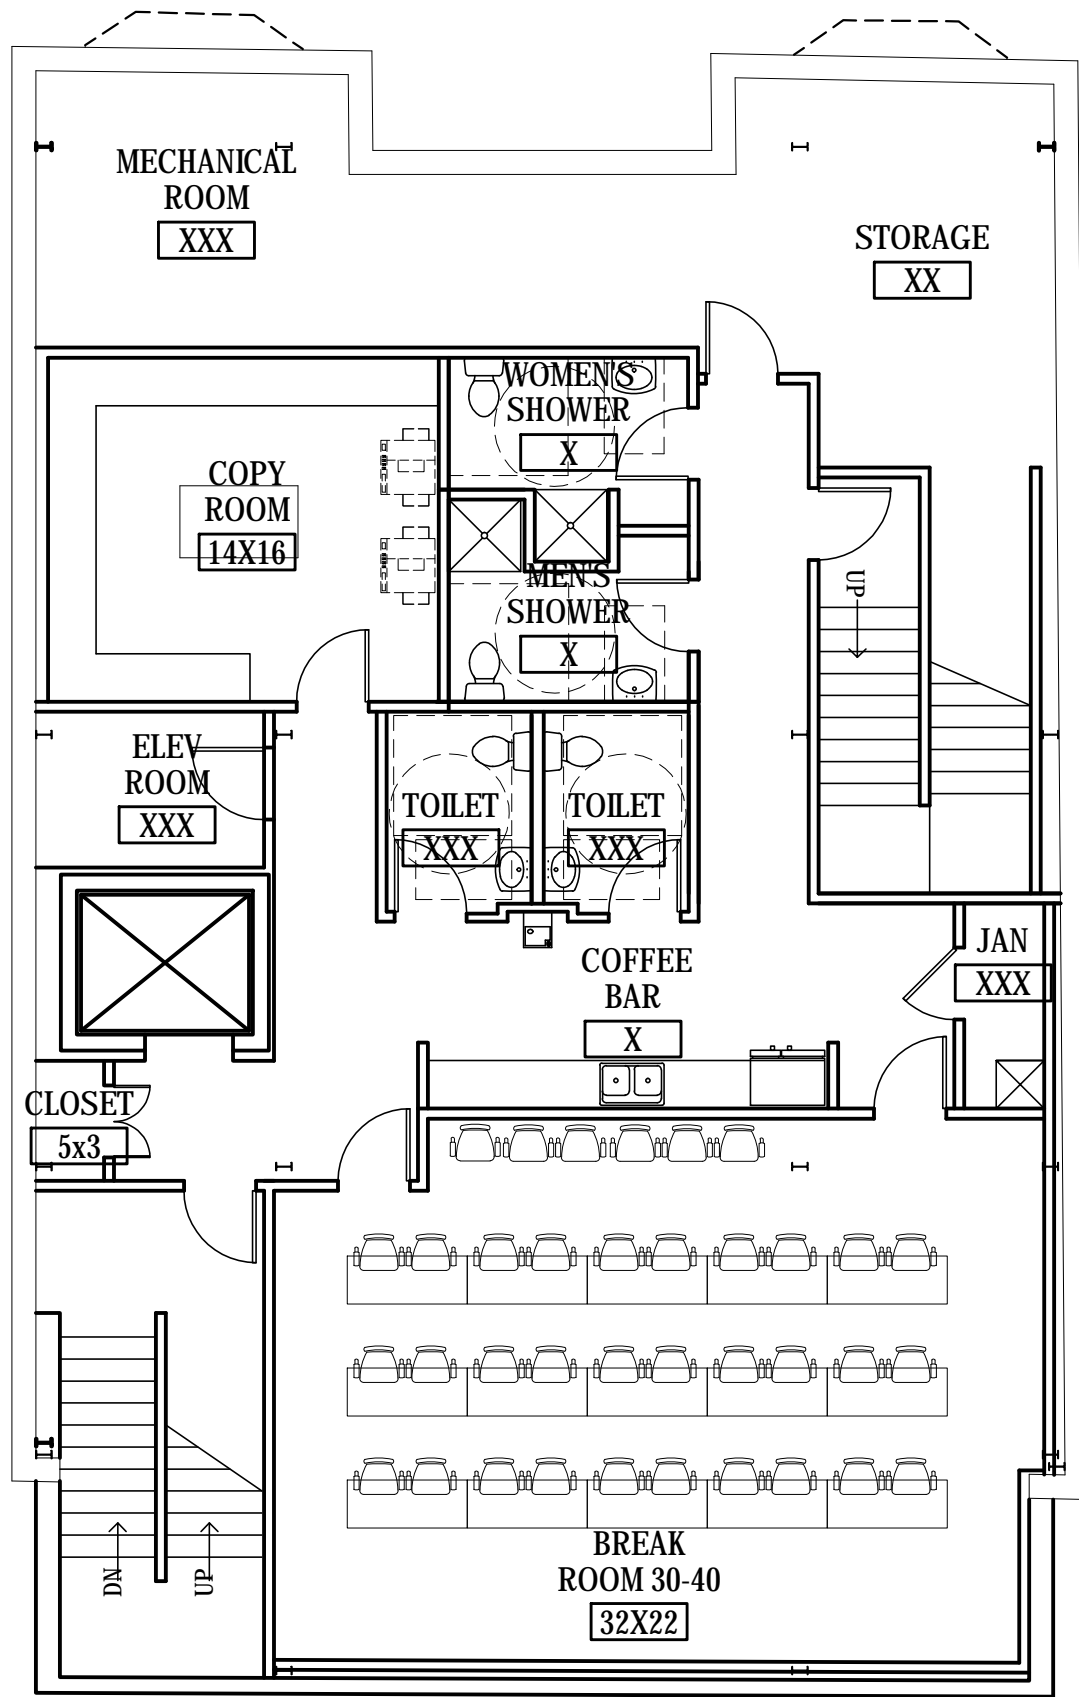 MECHANICAL
ROOM
XXX
STORAGE
XX
WOMEN'S
SHOWER
X
COPY
ROOM
14X16
MEN'S
SHOWER
X
UP
ELEV
ROOM
XXX
TOILET
XXX
TOILET
XXX
COFFEE
BAR
X
JAN
XXX
CLOSET
5x3
DN
UP
BREAK
ROOM 30-40
32X22